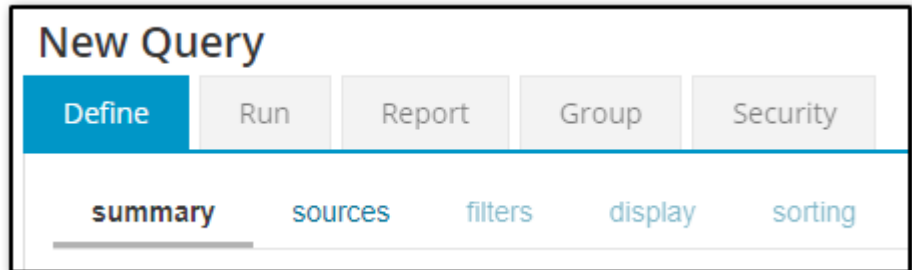 New Query
Define Run Report Group Security
summary sources filters display sorting